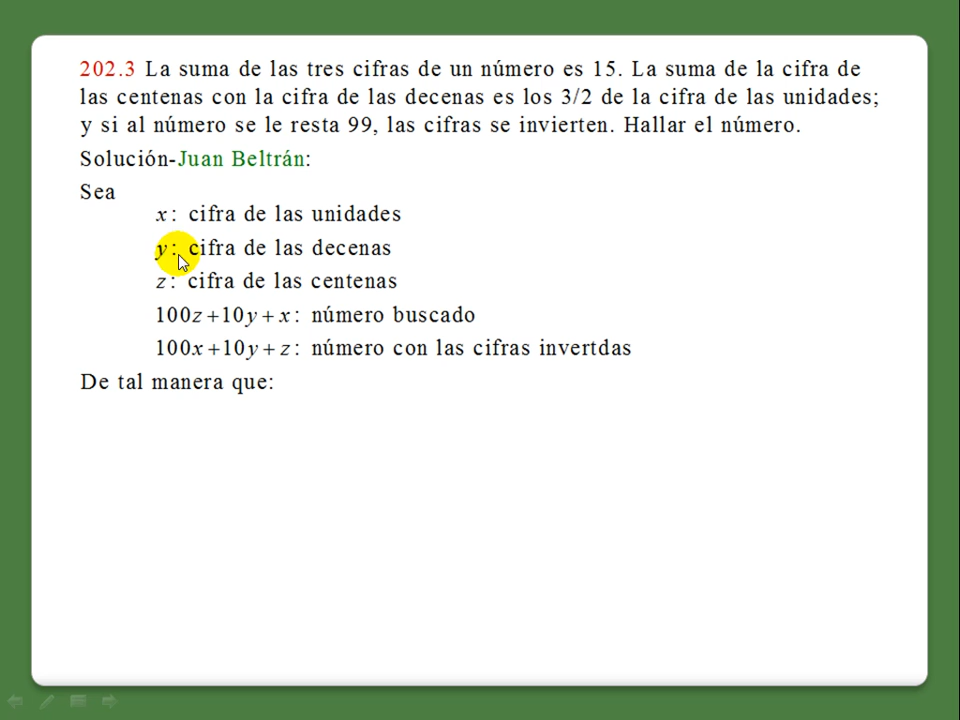 202.3 La suma de las tres cifras de un número es 15. La suma de la cifra de
las centenas con la cifra de las decenas es los 3/2 de la cifra de las unidades;
y si al número se le resta 99, las cifras se invierten. Hallar el número.
Solución-Juan Beltrán:
Sea
x: cifra de las unidades
y: cifra de las decenas
z: cifra de las centenas
100z+10y+x: número buscado
100x+10y+z: número con las cifras invertdas
De tal manera que: